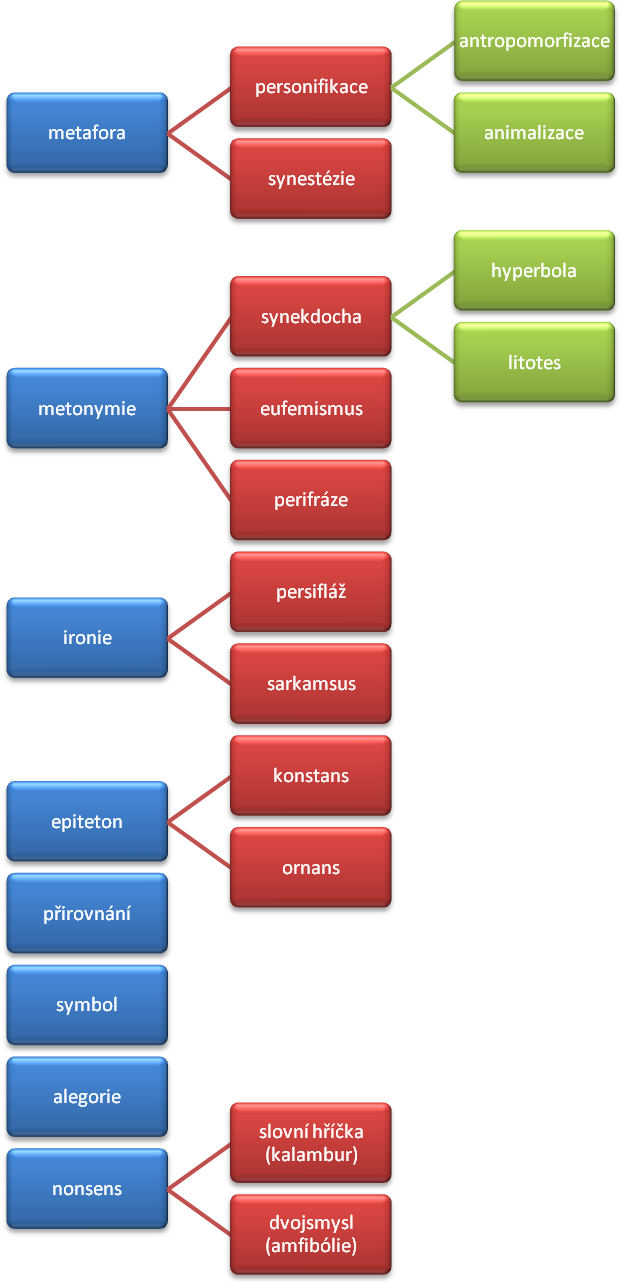 metafora
personifikace
antropomorfizace
animalizace
synestézie
metonymie
synekdocha
hyperbola
litotes
eufemismus
perifráze
ironie
persifláž
sarkamsus
epiteton
konstans
ornans
přirovnání
symbol
alegorie
nonsens
slovní hříčka
(kalambur)
dvojsmysl
(amfibólie)